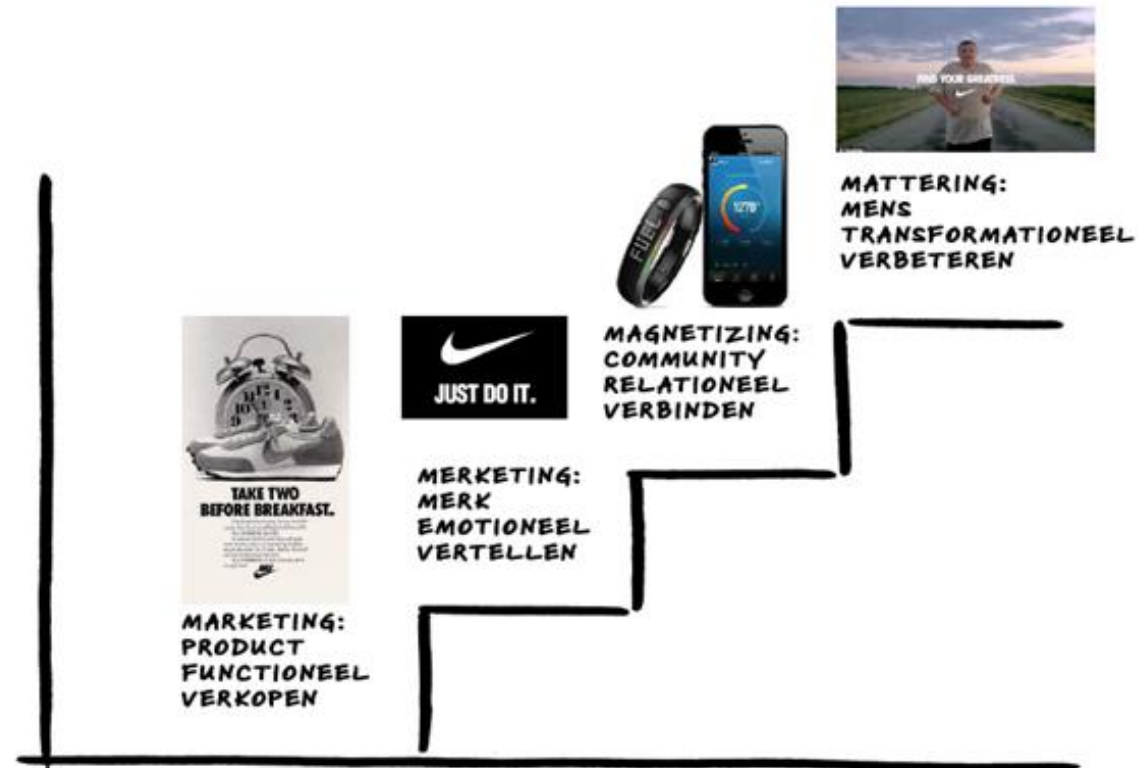 FIND YOUR GREATNESS.
MATTERING:
MENS
TRANSFORMATIONEEL
VERBETEREN
FUEL
1278
MAGNETIZING:
COMMUNITY
RELATIONEEL
VERBINDEN
JUST DO IT.
MERKETING:
MERK
EMOTIONEEL
VERTELLEN
TAKE TWO
BEFORE BREAKFAST.
MARKETING:
PRODUCT
FUNCTIONEEL
VERKOPEN